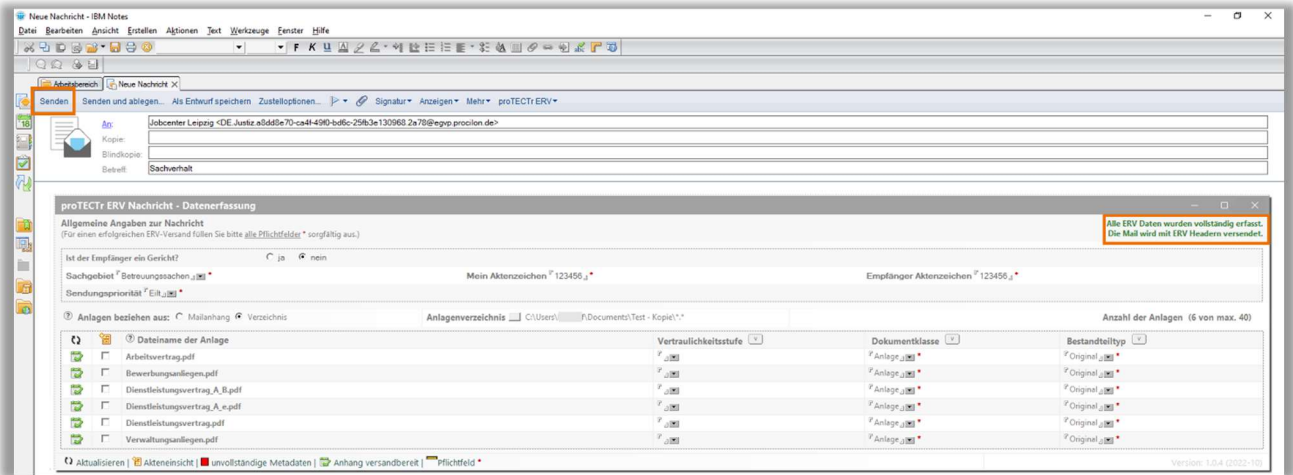 Neue Nachricht - IBM Notes
Datei Bearbeiten Ansicht Erstellen Aktionen Text Werkzeuge Fenster Hilfe
F K U
Arbeitsbereich Neue Nachricht
Senden Senden und ablegen... Als Entwurf speichern Zustelloptionen... Signatur Anzeigen Mehr proTECTr ERV
An: Jobcenter Leipzig <DE.Justiz.a8dd8e70-ca4f-49f0-bd6c-25fb3e130968.2a78@egvp.procilon.de>
Kopie:
Blindkopie:
Betreff: Sachverhalt
proTECTr ERV Nachricht - Datenerfassung
Allgemeine Angaben zur Nachricht
(Für einen erfolgreichen ERV-Versand füllen Sie bitte alle Pflichtfelder * sorgfältig aus.)
Alle ERV Daten wurden vollständig erfasst.
Die Mail wird mit ERV Headern versendet.
Ist der Empfänger ein Gericht? ja nein
Sachgebiet Betreuungssachen * Mein Aktenzeichen 123456 * Empfänger Aktenzeichen 123456 *
Sendungspriorität Eilt *
Anlagen beziehen aus: Mailanhang Verzeichnis Anlagenverzeichnis C:\Users\ f\Documents\Test - Kopie\*.* Anzahl der Anlagen (6 von max. 40)
Dateiname der Anlage Vertraulichkeitsstufe Dokumentklasse Bestandteiltyp
Arbeitsvertrag.pdf Anlage * Original *
Bewerbungsanliegen.pdf Anlage * Original *
Dienstleistungsvertrag_A_B.pdf Anlage * Original *
Dienstleistungsvertrag_A_e.pdf Anlage * Original *
Dienstleistungsvertrag.pdf Anlage * Original *
Verwaltungsanliegen.pdf Anlage * Original *
Aktualisieren | Akteneinsicht | unvollständige Metadaten | Anhang versandbereit | Pflichtfeld * Version: 1.0.4 (2022-10)